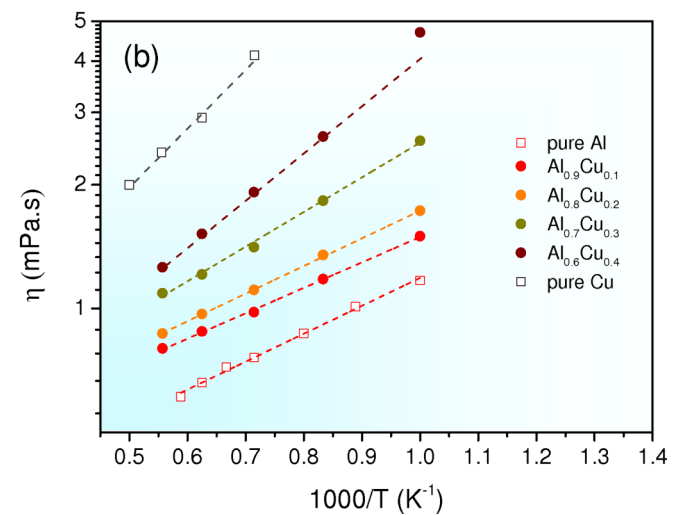 (b)
5
4
3
2
1
η (mPa.s)
pure Al
Al0.9Cu0.1
Al0.8Cu0.2
Al0.7Cu0.3
Al0.6Cu0.4
pure Cu
0.5 0.6 0.7 0.8 0.9 1.0 1.1 1.2 1.3 1.4
1000/T (K-1)